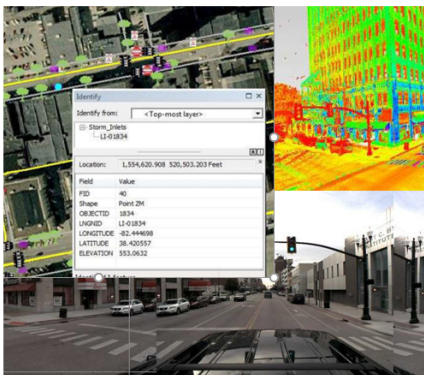 Identify
Identify from: <Top-most layer>
Storm_Inlets
LI-01834
Location: 1,554,620.908 520,503.203 Feet
Field Value
FID 40
Shape Point ZM
OBJECTID 1834
LNGNID LI-01834
LONGITUDE -82.444698
LATITUDE 38.420557
ELEVATION 553.0632